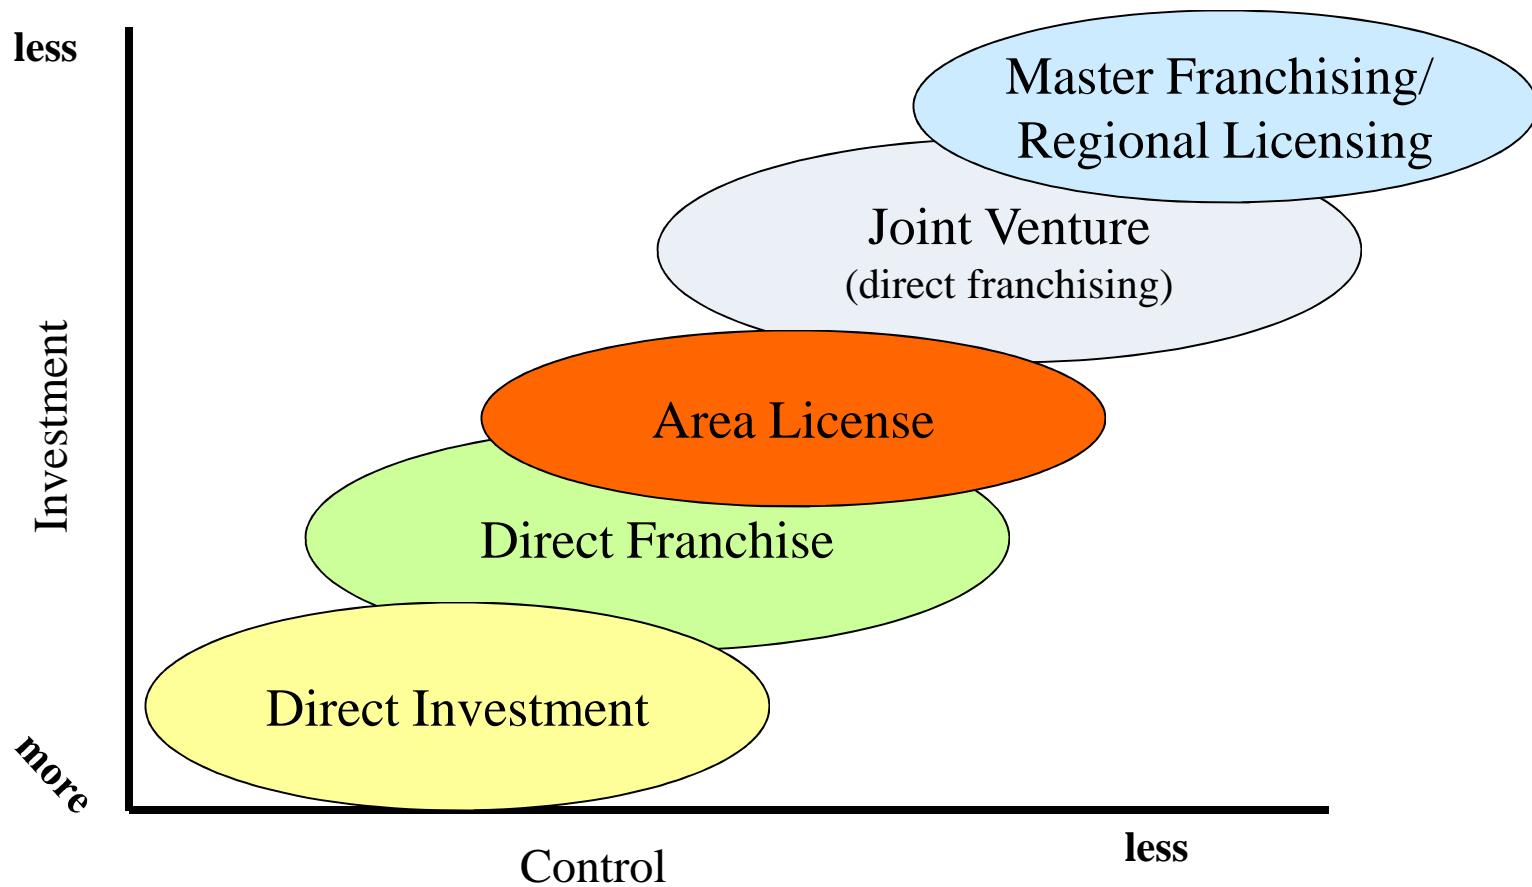 less
Master Franchising/
Regional Licensing
Joint Venture
(direct franchising)
Investment
Area License
Direct Franchise
Direct Investment
more
less
Control